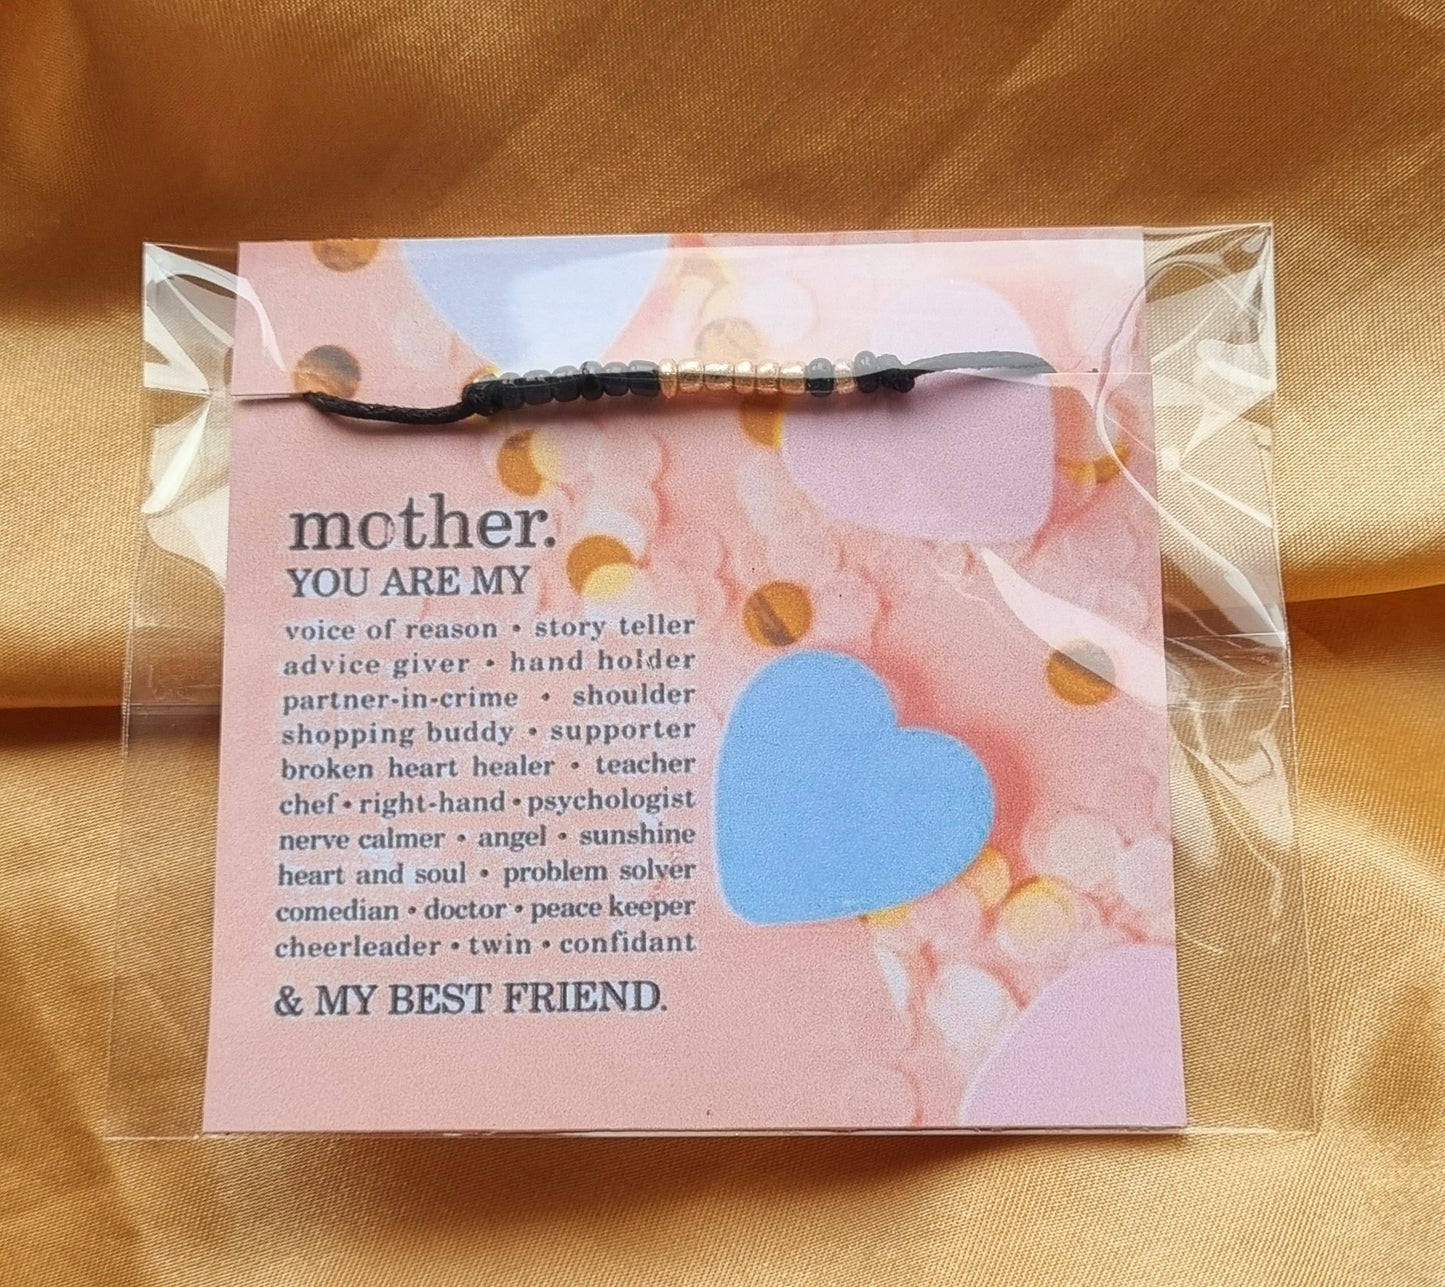 mother.
YOU ARE MY
voice of reason • story teller
advice giver • hand holder
partner-in-crime • shoulder
shopping buddy • supporter
broken heart healer • teacher
chef • right-hand • psychologist
nerve calmer • angel • sunshine
heart and soul • problem solver
comedian • doctor • peace keeper
cheerleader • twin • confidant
& MY BEST FRIEND.